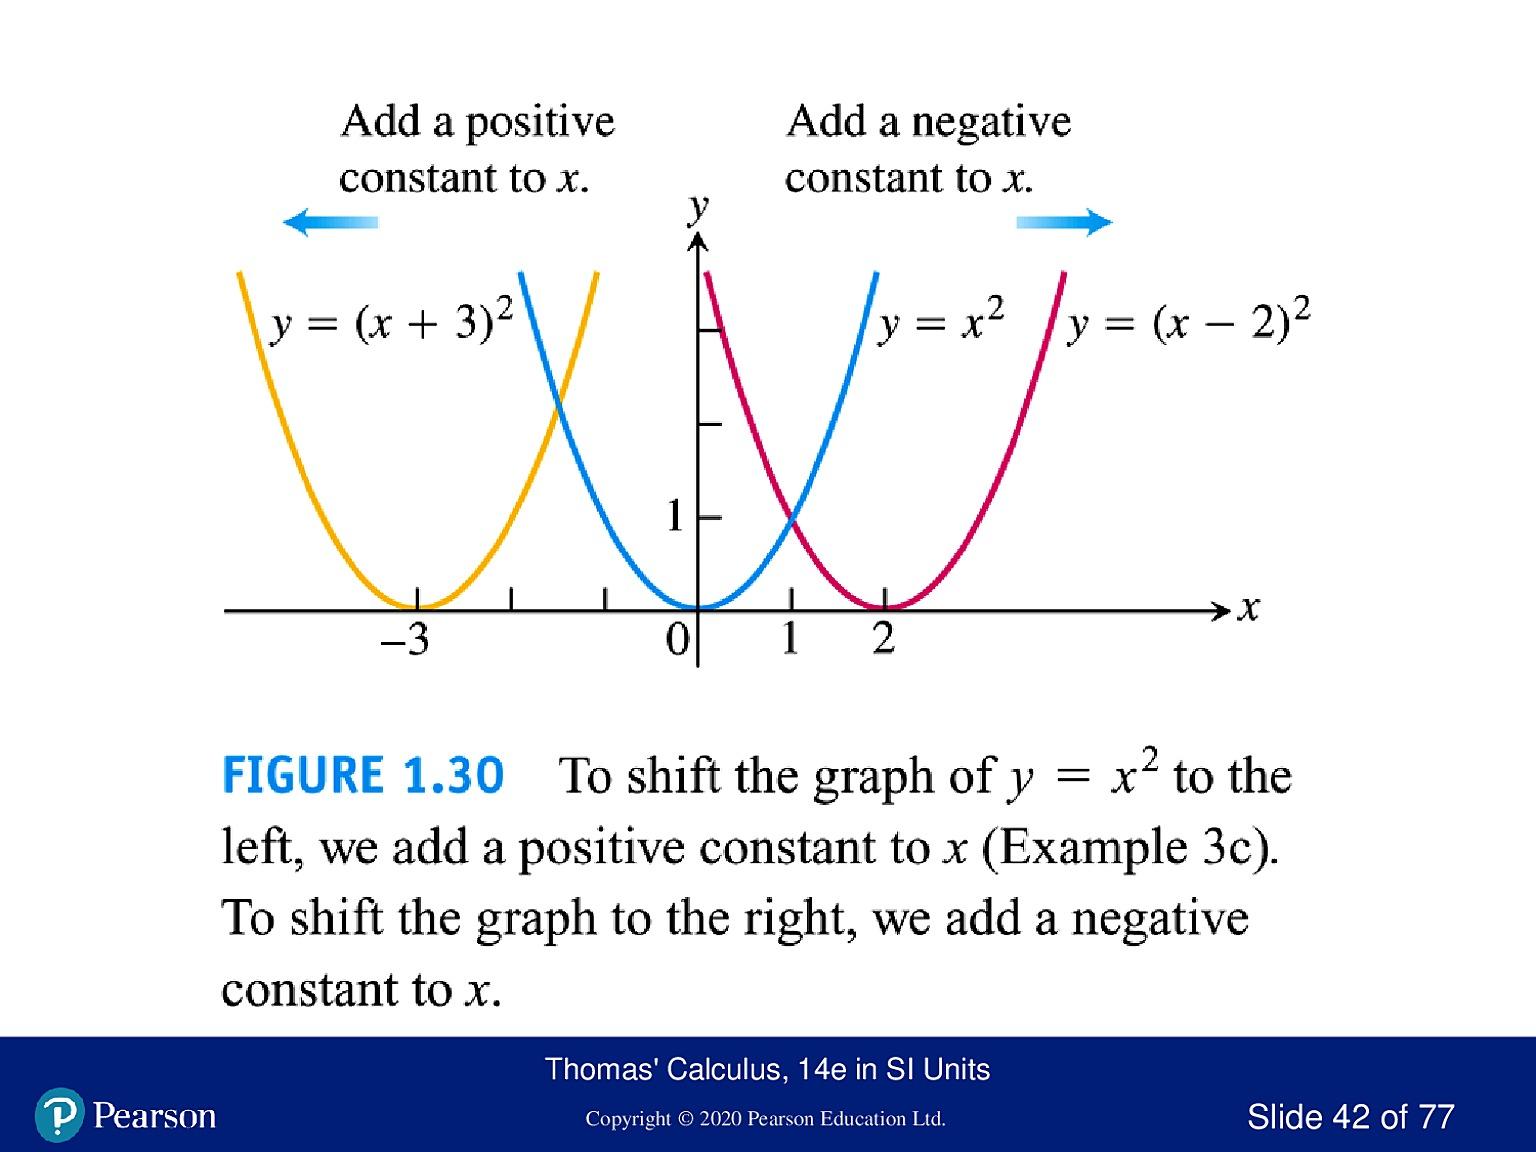 Add a positive
constant to x.
Add a negative
constant to x.
y
y = (x + 3)²
y = x²
y = (x − 2)²
1
x
−3
0
1
2
FIGURE 1.30 To shift the graph of y = x² to the
left, we add a positive constant to x (Example 3c).
To shift the graph to the right, we add a negative
constant to x.
Thomas' Calculus, 14e in SI Units
Pearson
Copyright © 2020 Pearson Education Ltd.
Slide 42 of 77